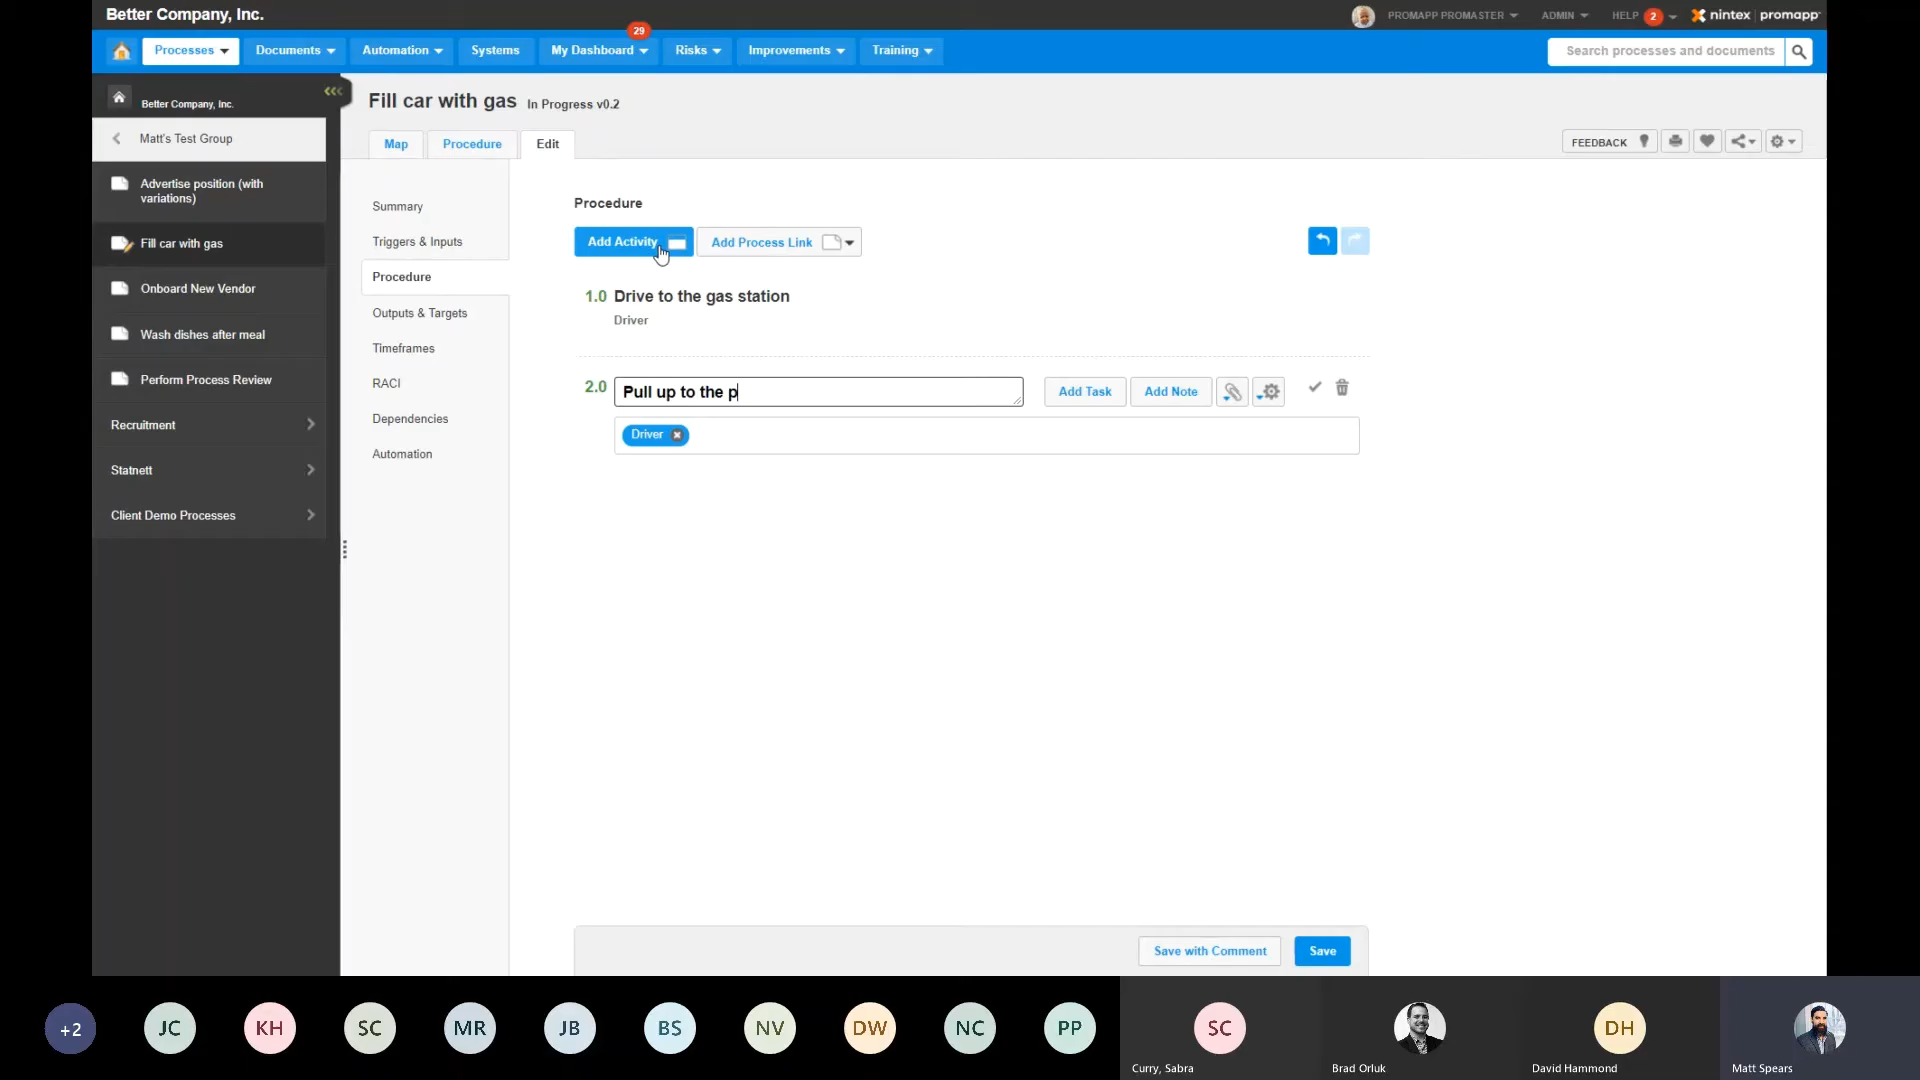 Better Company, Inc.
PROMAPP PROMASTER
ADMIN
HELP 2
nintex promapp
Processes
Documents
Automation
Systems
My Dashboard
29
Risks
Improvements
Training
Search processes and documents
Better Company, Inc.
Matt's Test Group
Advertise position (with
variations)
Fill car with gas
Onboard New Vendor
Wash dishes after meal
Perform Process Review
Recruitment
Statnett
Client Demo Processes
Fill car with gas In Progress v0.2
Map
Procedure
Edit
FEEDBACK
Summary
Triggers & Inputs
Procedure
Outputs & Targets
Timeframes
RACI
Dependencies
Automation
Procedure
Add Activity
Add Process Link
1.0 Drive to the gas station
Driver
2.0 Pull up to the p
Add Task
Add Note
Driver
Save with Comment
Save
+2
JC
KH
SC
MR
JB
BS
NV
DW
NC
PP
SC
Curry, Sabra
Brad Orluk
DH
David Hammond
Matt Spears